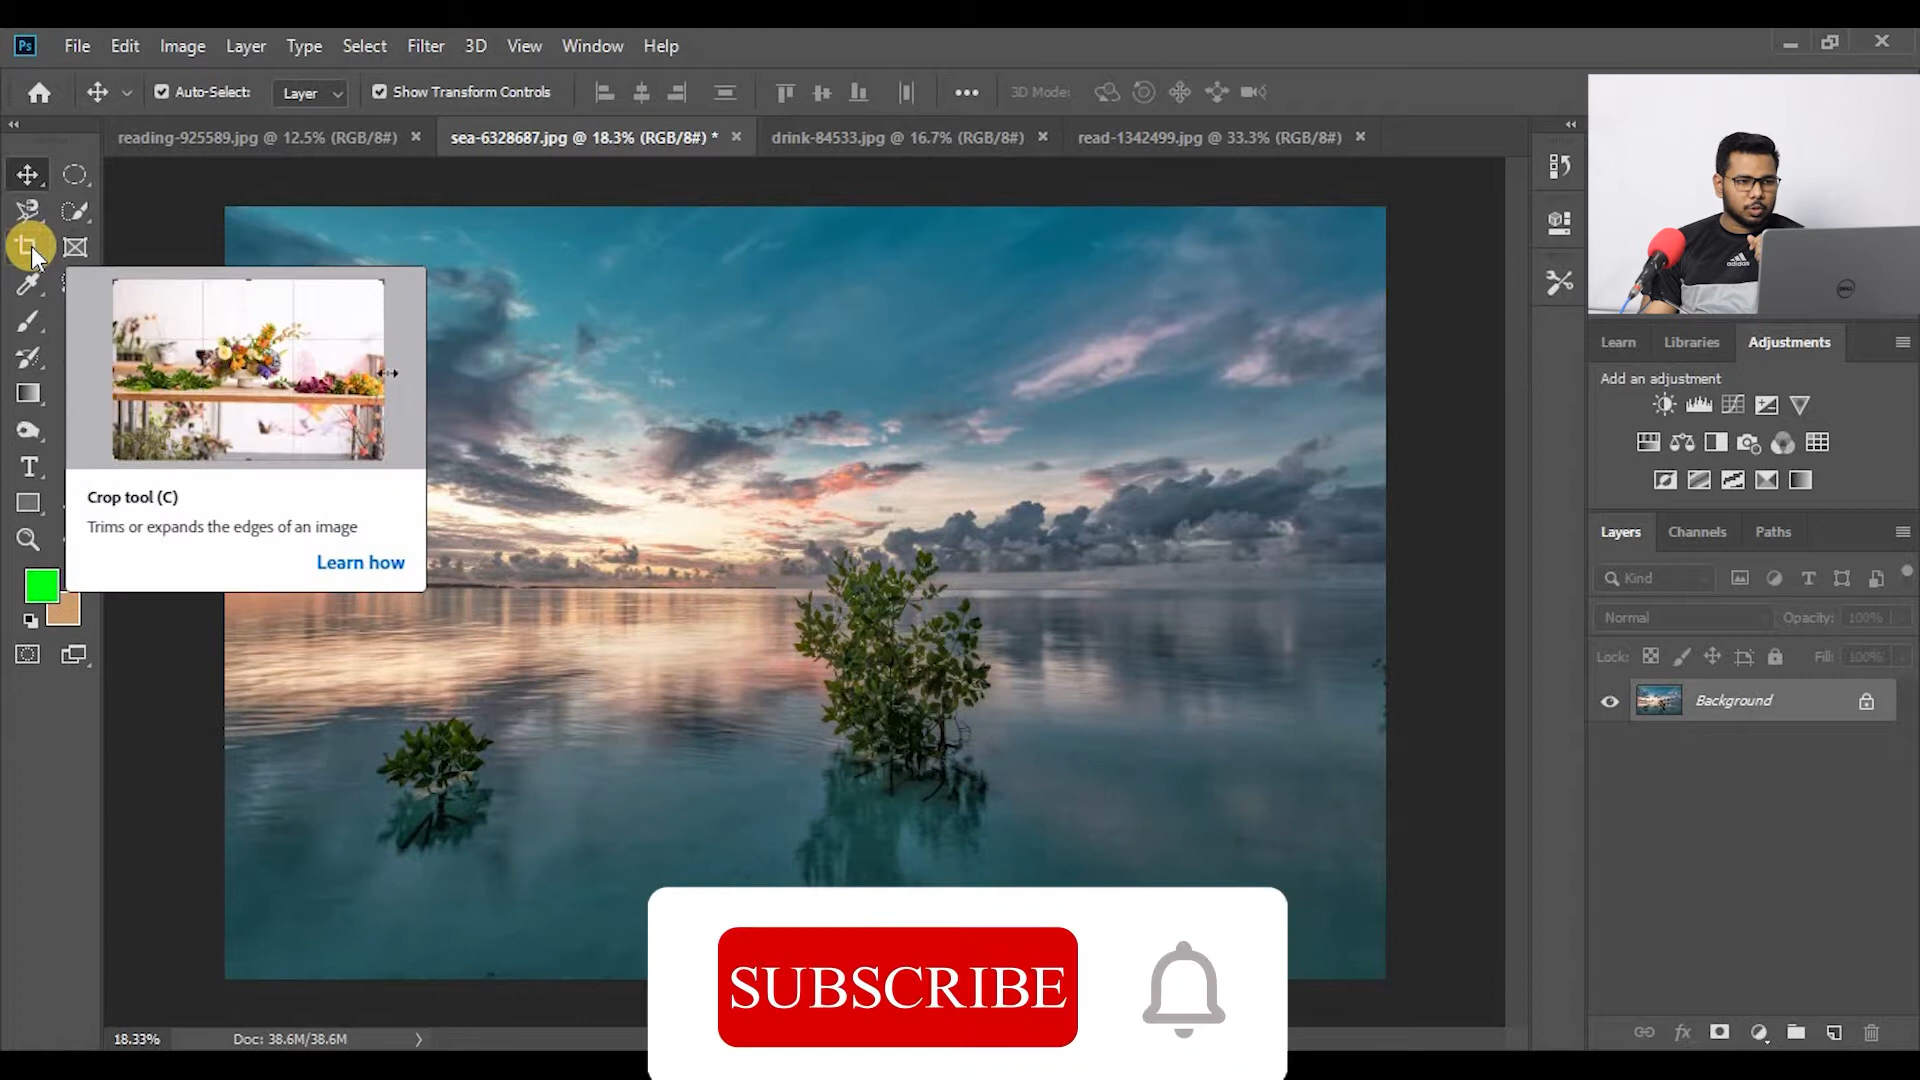 Ps File Edit Image Layer Type Select Filter 3D View Window Help
Auto-Select: Layer Show Transform Controls 3D Mode:
reading-925589.jpg @ 12.5% (RGB/8#) sea-6328687.jpg @ 18.3% (RGB/8#) * drink-84533.jpg @ 16.7% (RGB/8#) read-1342499.jpg @ 33.3% (RGB/8#)
adidas
DELL
Learn Libraries Adjustments
Add an adjustment
Crop tool (C)
Trims or expands the edges of an image
Learn how
Layers Channels Paths
Kind
Normal Opacity: 100%
Lock: Fill: 100%
Background
SUBSCRIBE
18.33% Doc: 38.6M/38.6M
fx